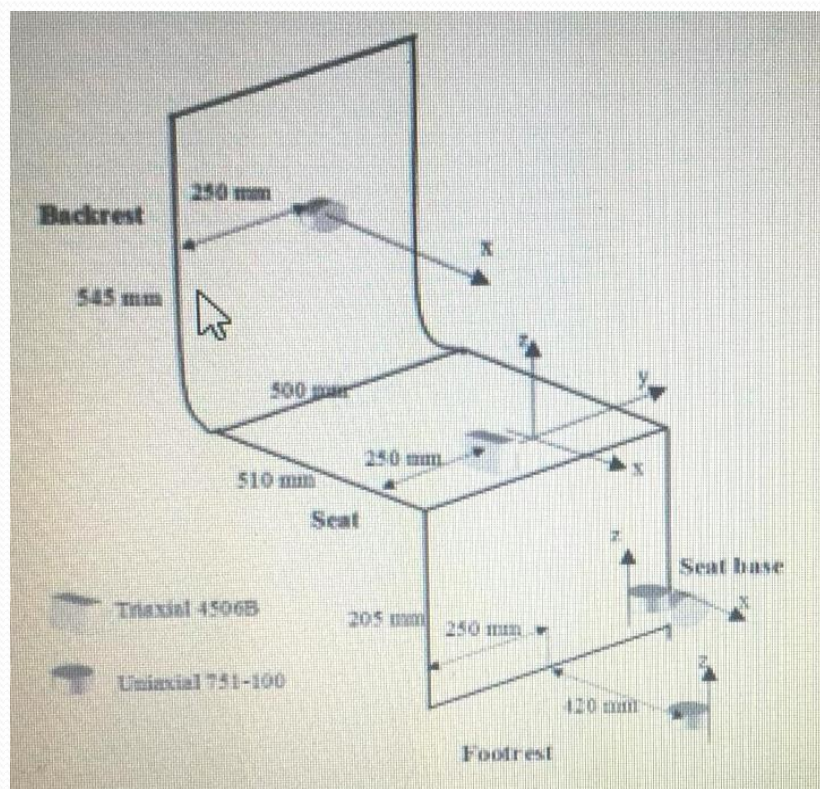 250 mm
Backrest
X
545 mm
z
y
500 mm
250 mm
x
510 mm
Seat
z
Seat base
x
Triaxial 4506B
205 mm
250 mm
z
Uniaxial 751-100
420 mm
Footrest